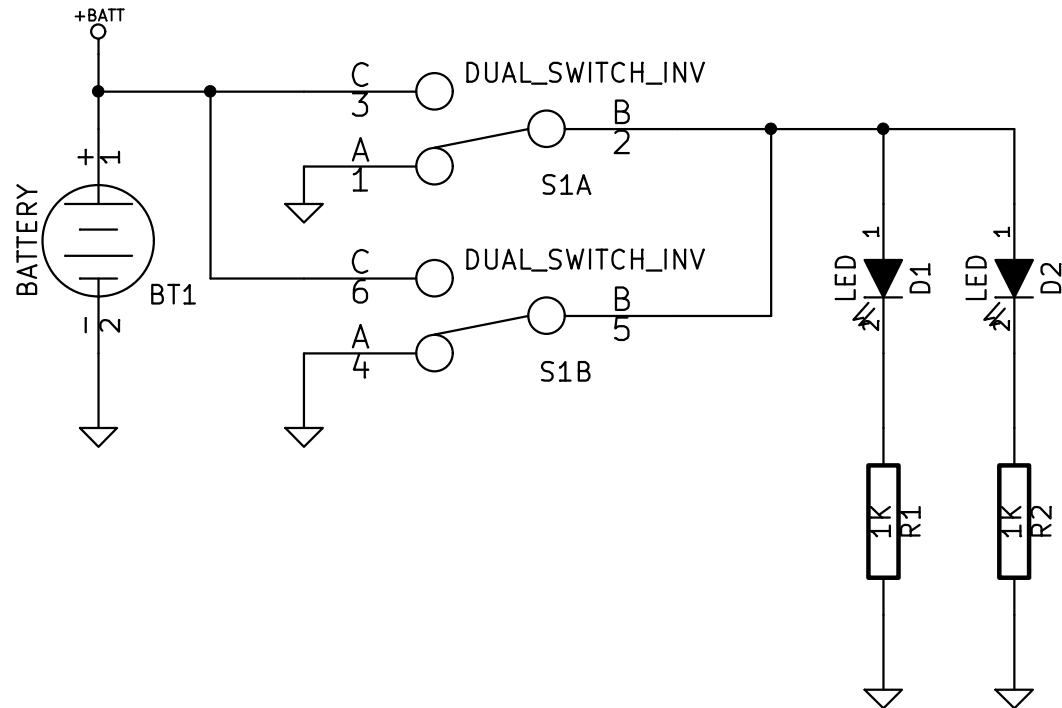 +BATT
C
3
DUAL_SWITCH_INV
B
2
A
1
S1A
+
1
BATTERY
BT1
-
2
C
6
DUAL_SWITCH_INV
B
5
A
4
S1B
1
LED
D1
2
1
LED
D2
2
1K
R1
1K
R2